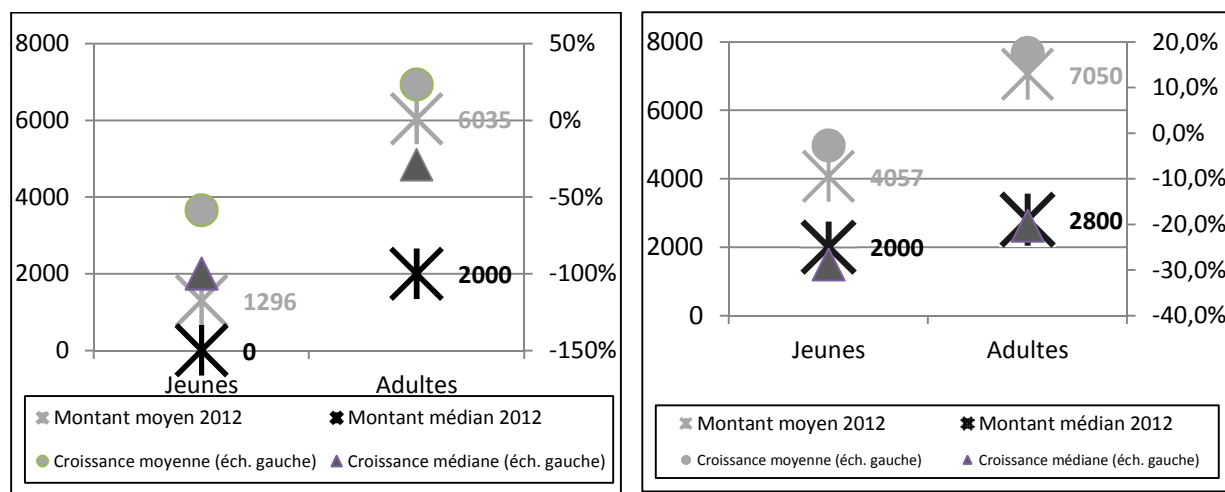 8000 50%
6000 6035 0%
4000 -50%
2000 2000 -100%
1296
0 0 -150%
Jeunes Adultes
Montant moyen 2012 Montant médian 2012
Croissance moyenne (éch. gauche) Croissance médiane (éch. gauche)
8000 20,0%
7050
10,0%
6000
0,0%
4000 4057 -10,0%
2800 -20,0%
2000 2000
-30,0%
0 -40,0%
Jeunes Adultes
Montant moyen 2012 Montant médian 2012
Croissance moyenne (éch. gauche) Croissance médiane (éch. gauche)